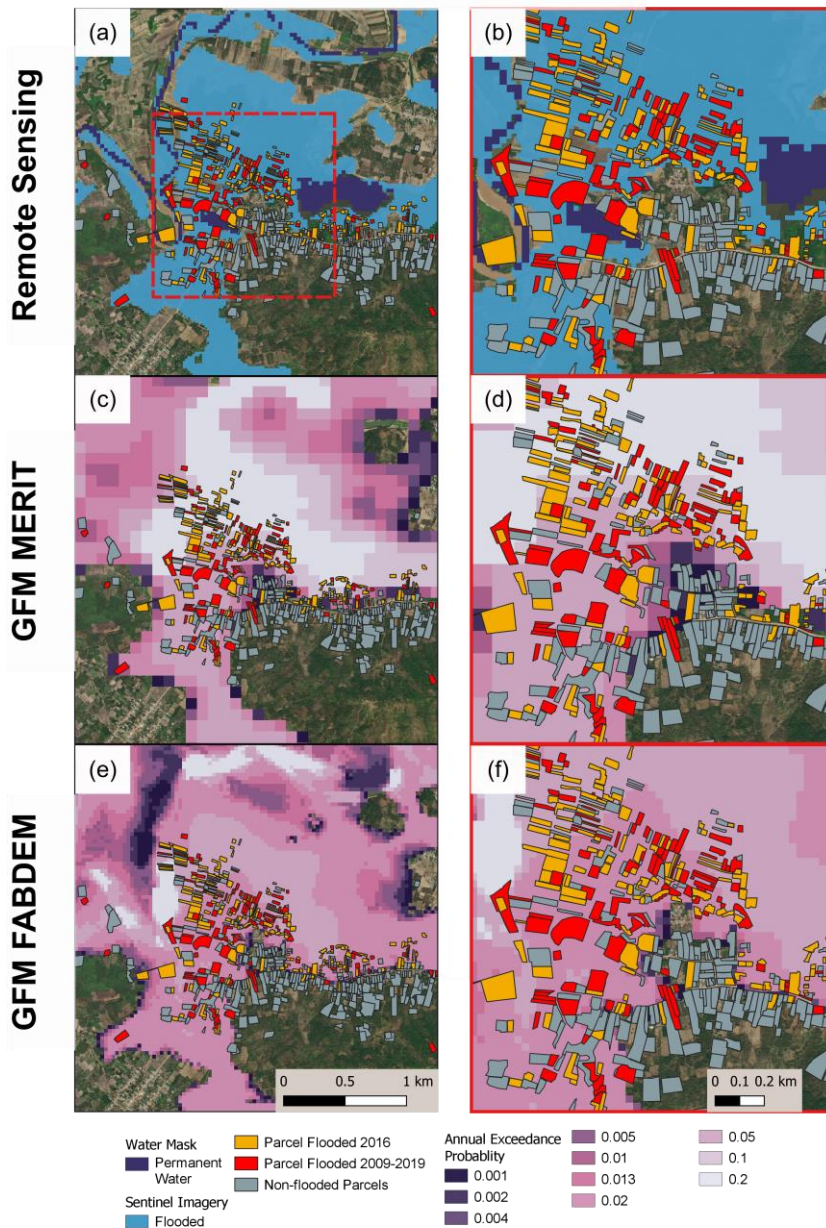 Remote Sensing
(a)
(b)
GFM MERIT
(c)
(d)
GFM FABDEM
(e)
(f)
0 0.5 1 km
0 0.1 0.2 km
Water Mask
Permanent
Water
Sentinel Imagery
Flooded
Parcel Flooded 2016
Parcel Flooded 2009-2019
Non-flooded Parcels
Annual Exceedance
Probablity
0.001
0.002
0.004
0.005
0.01
0.013
0.02
0.05
0.1
0.2